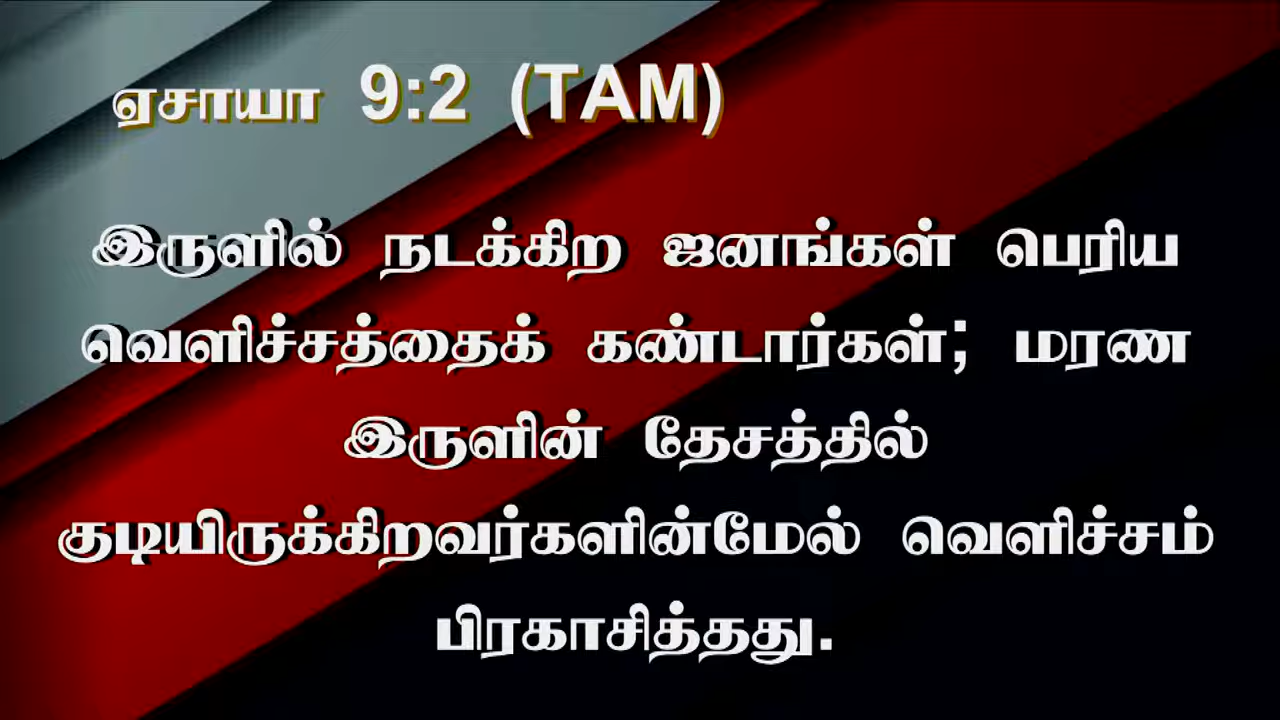 ஏசாயா 9:2 (TAM)
இருளில் நடக்கிற ஜனங்கள் பெரிய
வெளிச்சத்தைக் கண்டார்கள்; மரண
இருளின் தேசத்தில்
குடியிருக்கிறவர்களின்மேல் வெளிச்சம்
பிரகாசித்தது.